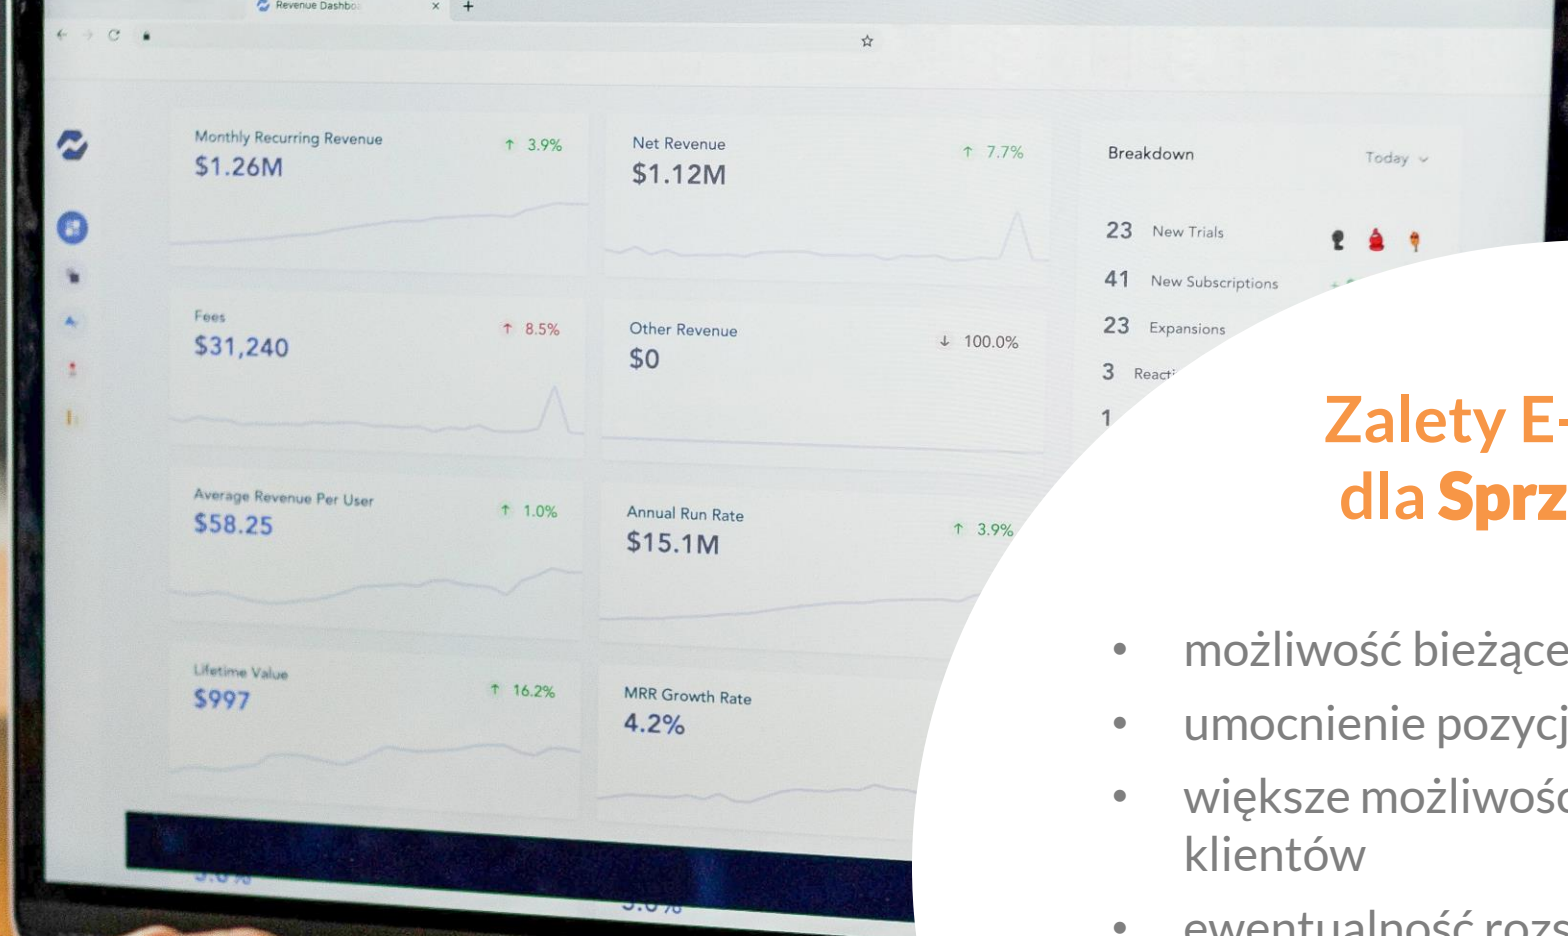 Revenue Dashbo
Monthly Recurring Revenue
↑ 3.9%
$1.26M
Net Revenue
↑ 7.7%
$1.12M
Breakdown
Today
23 New Trials
41 New Subscriptions
23 Expansions
3 Reacti
1
Fees
↑ 8.5%
$31,240
Other Revenue
↓ 100.0%
$0
Average Revenue Per User
↑ 1.0%
$58.25
Annual Run Rate
↑ 3.9%
$15.1M
Lifetime Value
↑ 16.2%
$997
MRR Growth Rate
4.2%
Zalety E-
dla Sprz
• możliwość bieżące
• umocnienie pozycj
• większe możliwośc
klientów
• ewentualność rozs